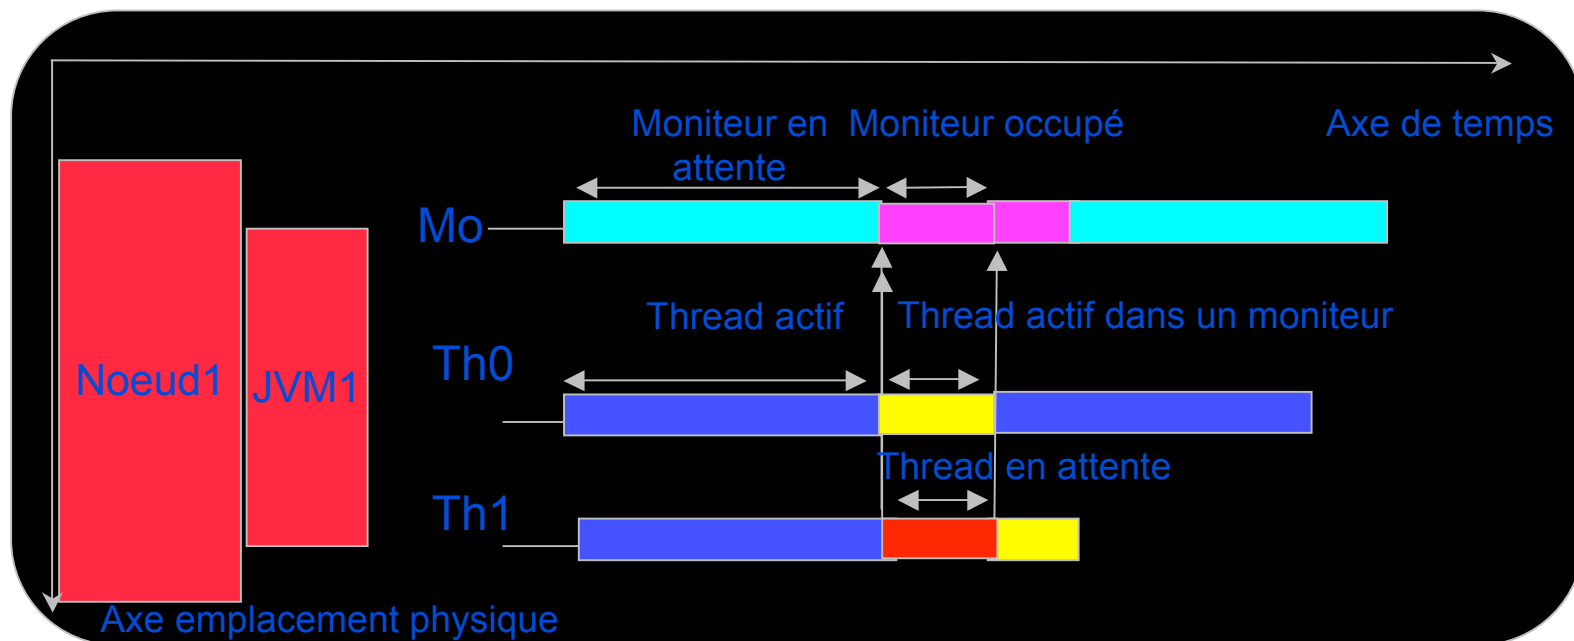 Moniteur en
attente
Moniteur occupé
Axe de temps
Mo
Thread actif
Thread actif dans un moniteur
Th0
Noeud1
JVM1
Thread en attente
Th1
Axe emplacement physique